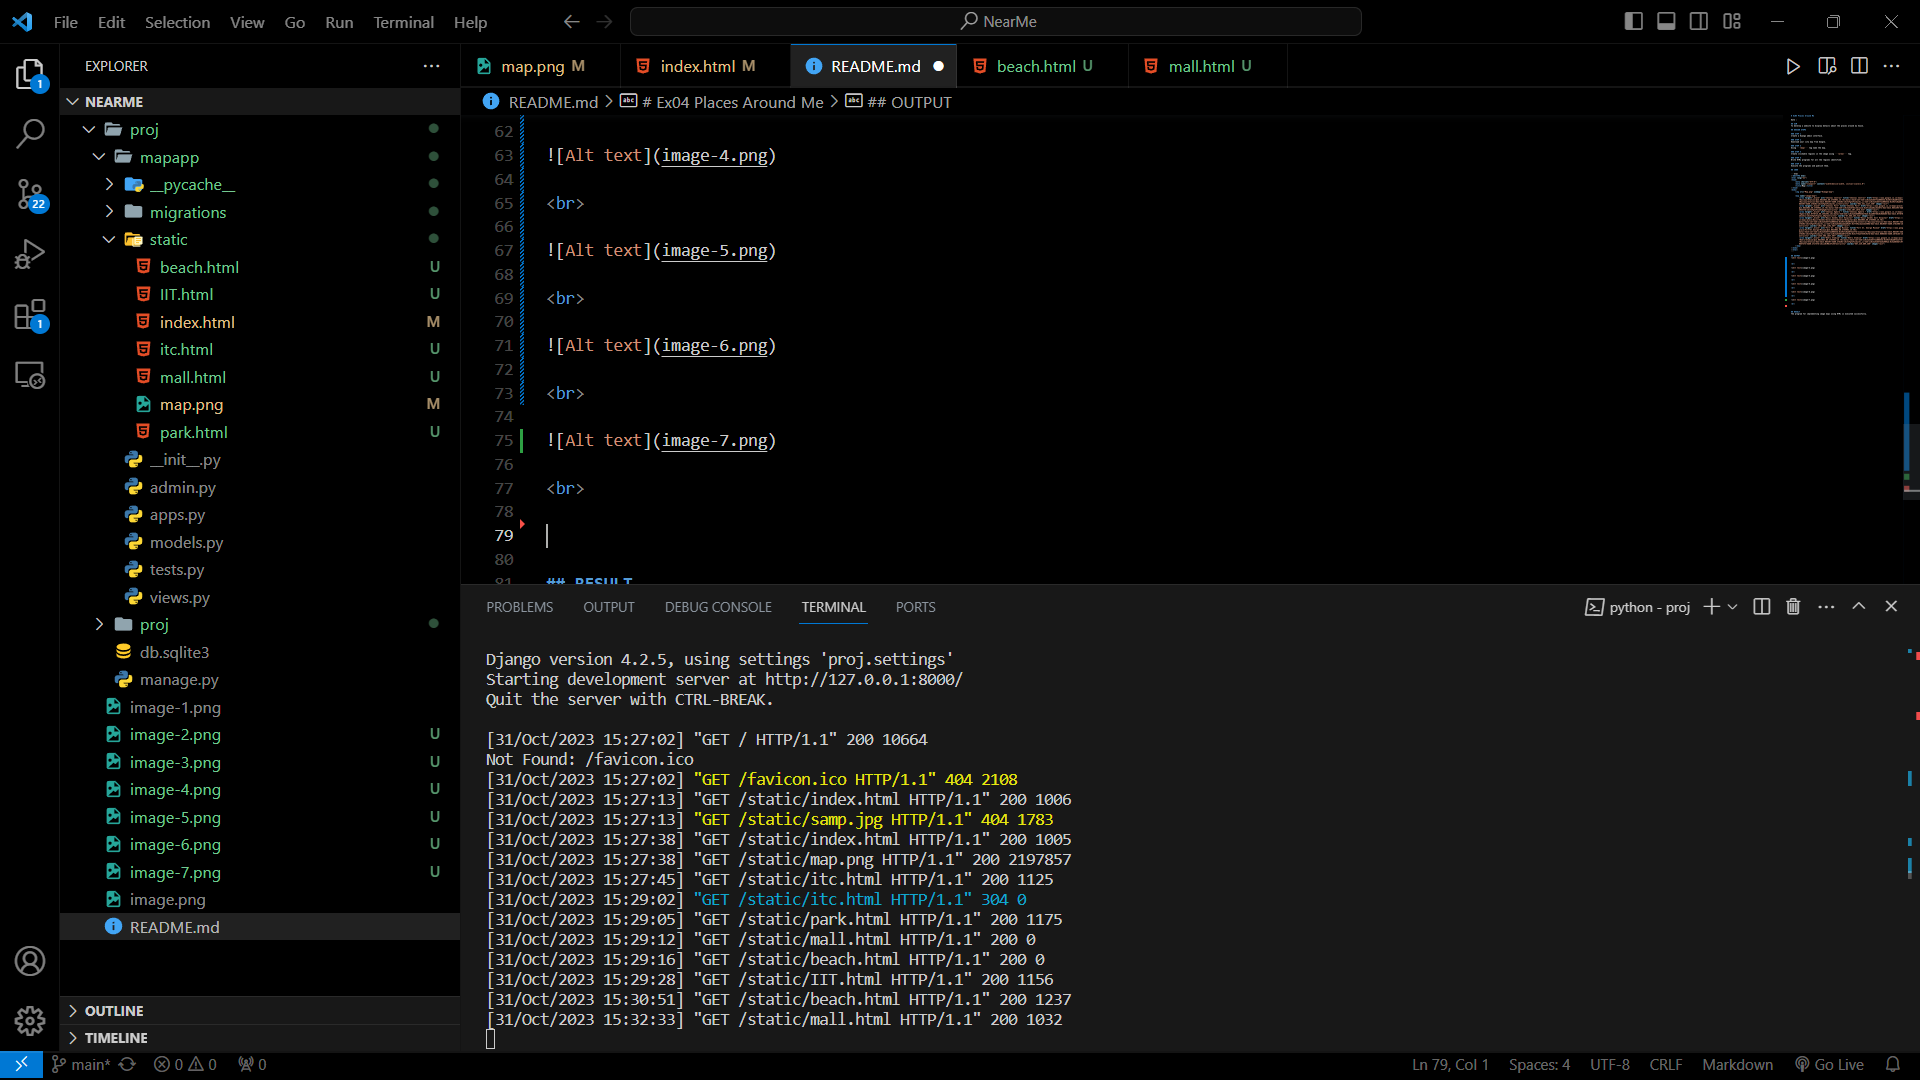 File Edit Selection View Go Run Terminal Help
NearMe
EXPLORER
NEARME
proj
mapapp
__pycache__
migrations
static
beach.html U
IIT.html U
index.html M
itc.html U
mall.html U
map.png M
park.html U
__init__.py
admin.py
apps.py
models.py
tests.py
views.py
proj
db.sqlite3
manage.py
image-1.png
image-2.png U
image-3.png U
image-4.png U
image-5.png U
image-6.png U
image-7.png U
image.png
README.md
OUTLINE
TIMELINE
1
22
1
map.png M index.html M README.md beach.html U mall.html U
README.md > # Ex04 Places Around Me > ## OUTPUT
62
63 ![Alt text](image-4.png)
64
65 <br>
66
67 ![Alt text](image-5.png)
68
69 <br>
70
71 ![Alt text](image-6.png)
72
73 <br>
74
75 ![Alt text](image-7.png)
76
77 <br>
78
79
80
81 ## RESULT
PROBLEMS OUTPUT DEBUG CONSOLE TERMINAL PORTS
python - proj
Django version 4.2.5, using settings 'proj.settings'
Starting development server at http://127.0.0.1:8000/
Quit the server with CTRL-BREAK.
[31/Oct/2023 15:27:02] "GET / HTTP/1.1" 200 10664
Not Found: /favicon.ico
[31/Oct/2023 15:27:02] "GET /favicon.ico HTTP/1.1" 404 2108
[31/Oct/2023 15:27:13] "GET /static/index.html HTTP/1.1" 200 1006
[31/Oct/2023 15:27:13] "GET /static/samp.jpg HTTP/1.1" 404 1783
[31/Oct/2023 15:27:38] "GET /static/index.html HTTP/1.1" 200 1005
[31/Oct/2023 15:27:38] "GET /static/map.png HTTP/1.1" 200 2197857
[31/Oct/2023 15:27:45] "GET /static/itc.html HTTP/1.1" 200 1125
[31/Oct/2023 15:29:02] "GET /static/itc.html HTTP/1.1" 304 0
[31/Oct/2023 15:29:05] "GET /static/park.html HTTP/1.1" 200 1175
[31/Oct/2023 15:29:12] "GET /static/mall.html HTTP/1.1" 200 0
[31/Oct/2023 15:29:16] "GET /static/beach.html HTTP/1.1" 200 0
[31/Oct/2023 15:29:28] "GET /static/IIT.html HTTP/1.1" 200 1156
[31/Oct/2023 15:30:51] "GET /static/beach.html HTTP/1.1" 200 1237
[31/Oct/2023 15:32:33] "GET /static/mall.html HTTP/1.1" 200 1032
main* 0 0 0
Ln 79, Col 1 Spaces: 4 UTF-8 CRLF Markdown Go Live